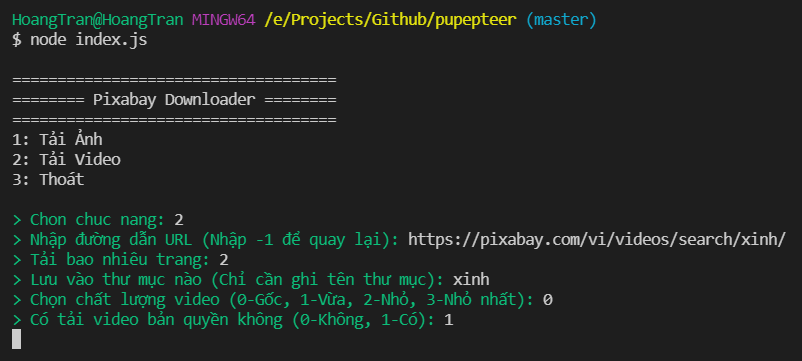 HoangTran@HoangTran MINGW64 /e/Projects/Github/pupepteer (master)
$ node index.js
====================================
======== Pixabay Downloader ========
====================================
1: Tải Ảnh
2: Tải Video
3: Thoát
> Chon chuc nang: 2
> Nhập đường dẫn URL (Nhập -1 để quay lại): https://pixabay.com/vi/videos/search/xinh/
> Tải bao nhiêu trang: 2
> Lưu vào thư mục nào (Chỉ cần ghi tên thư mục): xinh
> Chọn chất lượng video (0-Gốc, 1-Vừa, 2-Nhỏ, 3-Nhỏ nhất): 0
> Có tải video bản quyền không (0-Không, 1-Có): 1